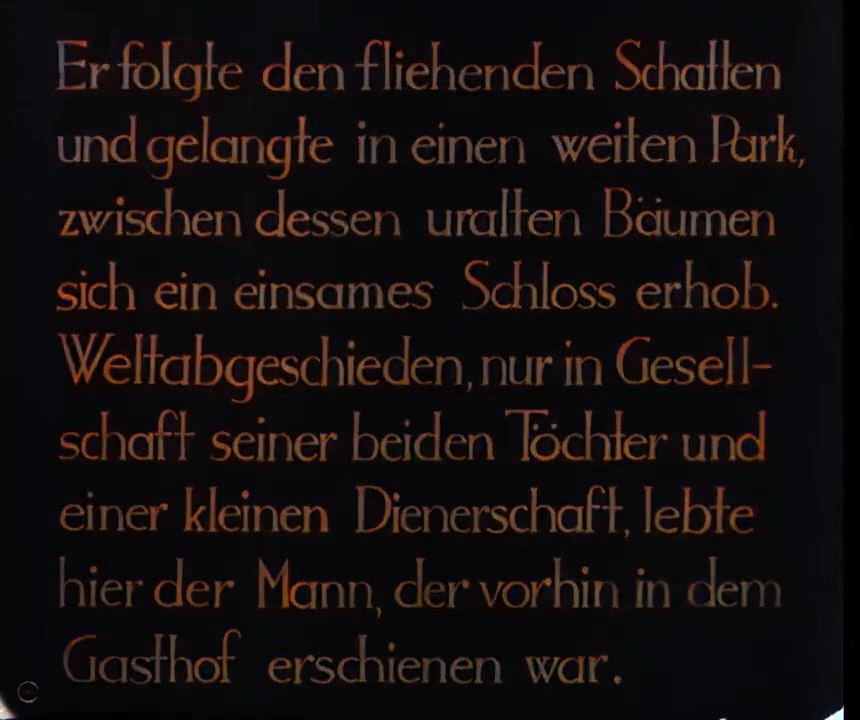 Er folgte den fliehenden Schatten
und gelangte in einen weiten Park,
zwischen dessen uralten Bäumen
sich ein einsames Schloss erhob.
Weltabgeschieden, nur in Gesell-
schaft seiner beiden Töchter und
einer kleinen Dienerschaft, lebte
hier der Mann, der vorhin in dem
Gasthof erschienen war.